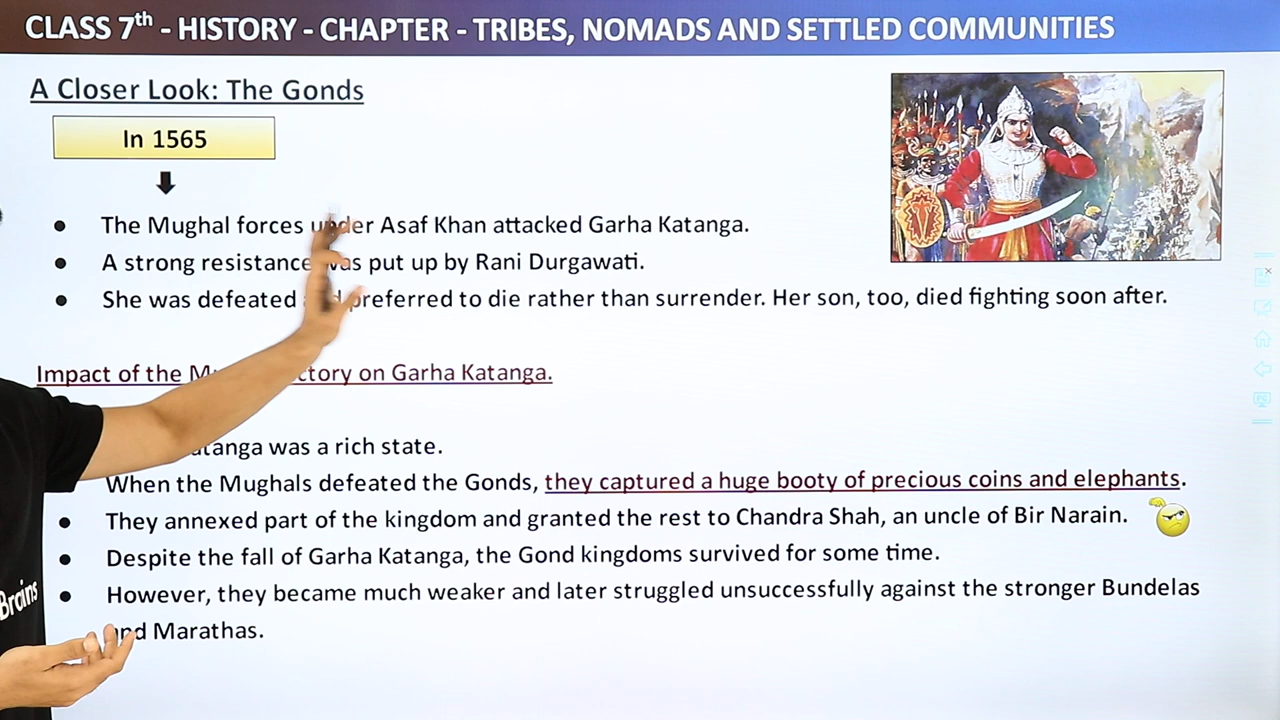 CLASS 7th - HISTORY - CHAPTER - TRIBES, NOMADS AND SETTLED COMMUNITIES
A Closer Look: The Gonds
In 1565
The Mughal forces under Asaf Khan attacked Garha Katanga.
A strong resistance was put up by Rani Durgawati.
She was defeated preferred to die rather than surrender. Her son, too, died fighting soon after.
Impact of the on Garha Katanga.
was a rich state.
When the Mughals defeated the Gonds, they captured a huge booty of precious coins and elephants.
They annexed part of the kingdom and granted the rest to Chandra Shah, an uncle of Bir Narain.
Despite the fall of Garha Katanga, the Gond kingdoms survived for some time.
However, they became much weaker and later struggled unsuccessfully against the stronger Bundelas
and Marathas.
Brains